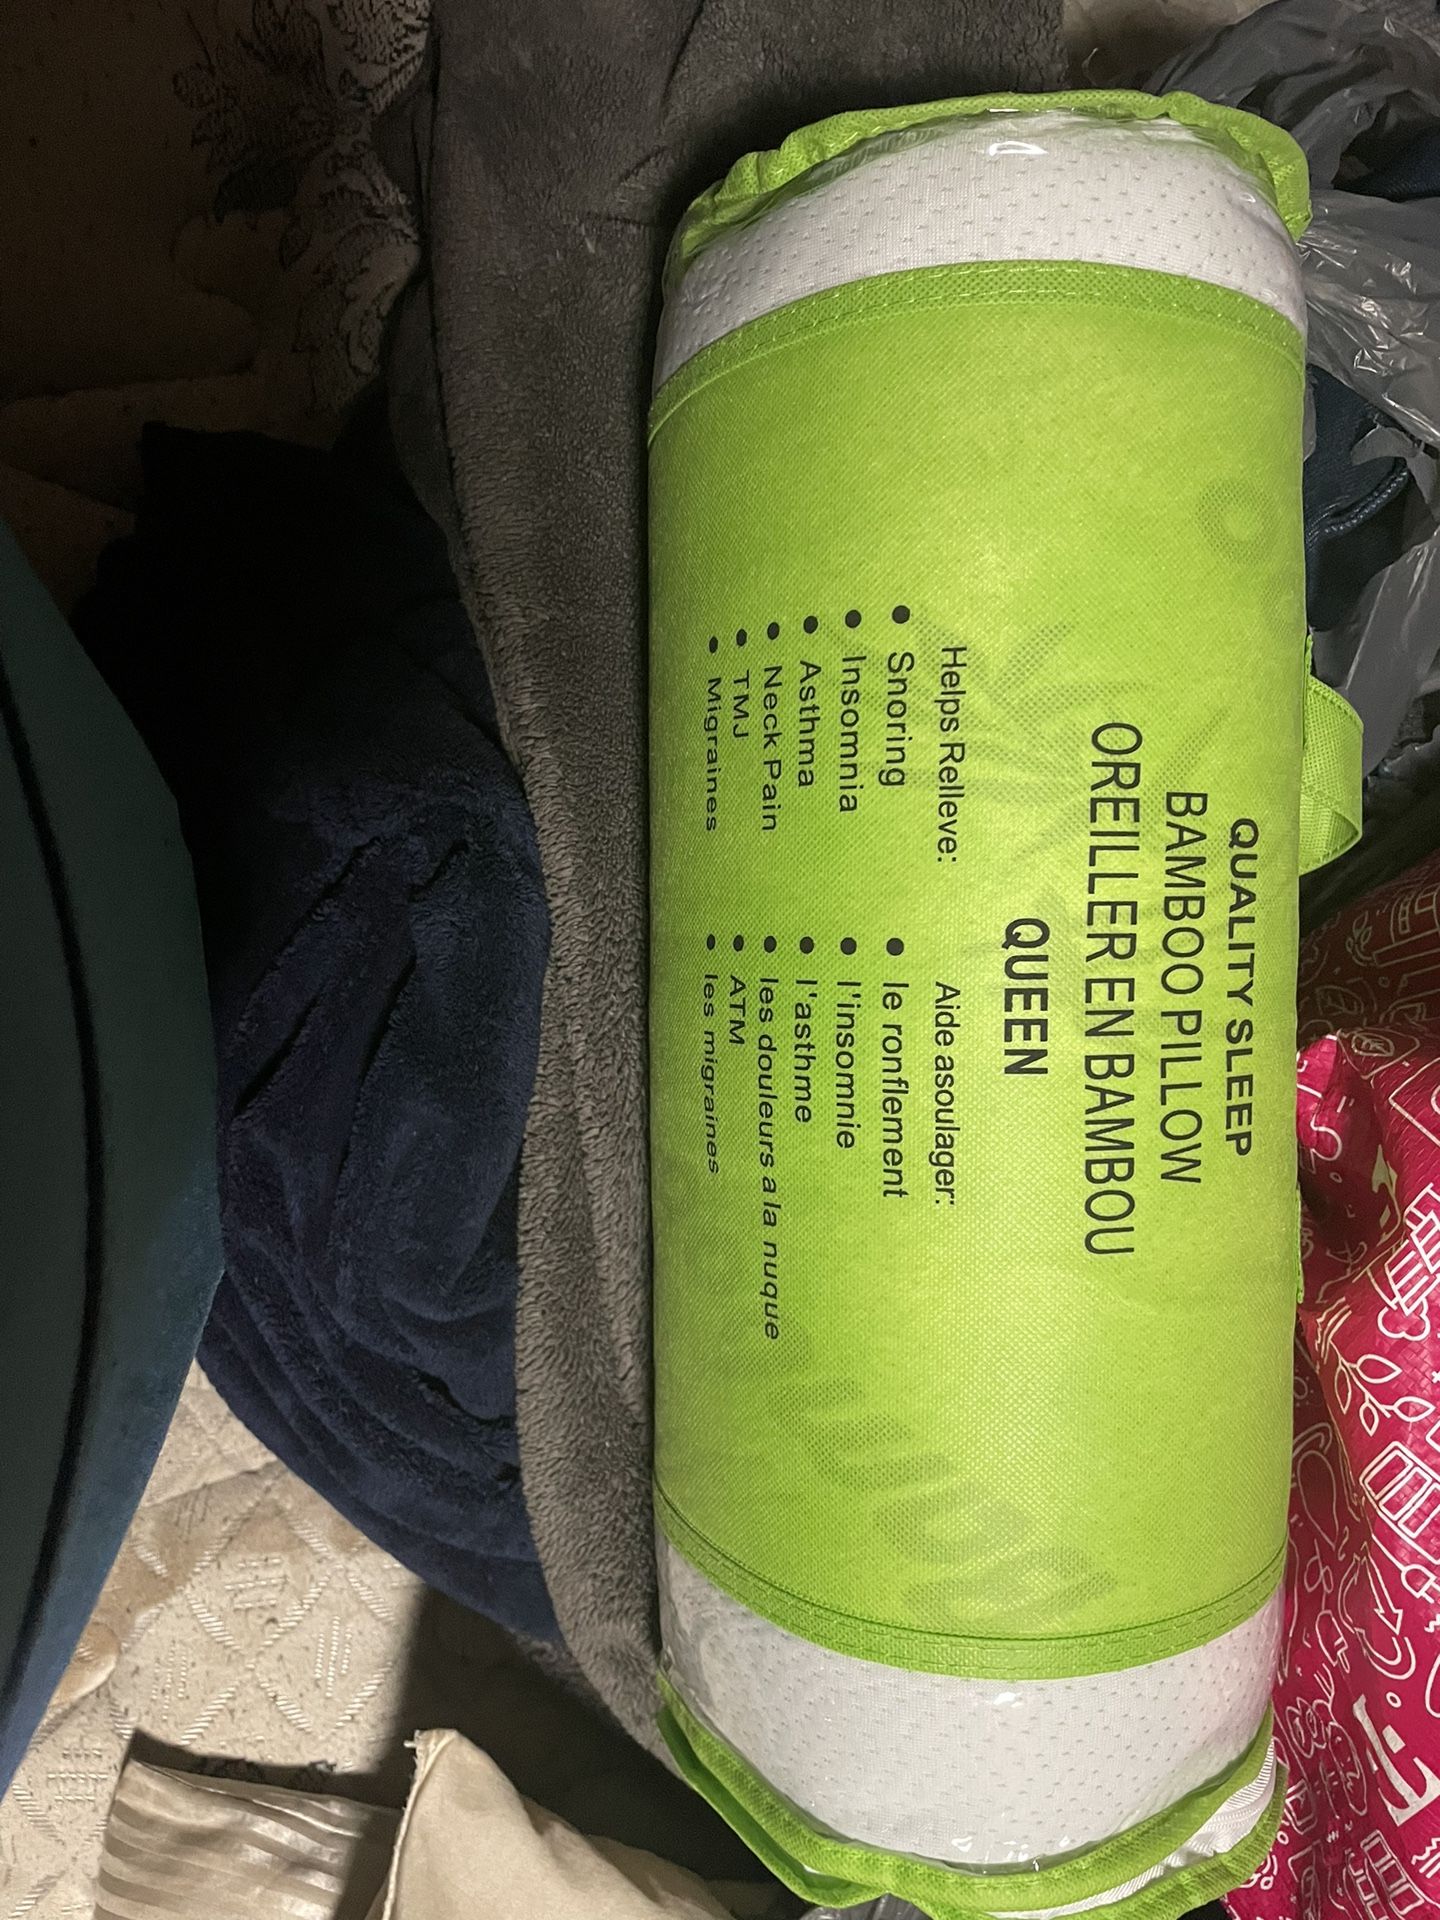 QUALITY SLEEP
BAMBOO PILLOW
OREILLER EN BAMBOU
QUEEN
Helps Relieve:
• Snoring
• Insomnia
• Asthma
• Neck Pain
• TMJ
• Migraines
Aide asoulager:
• le ronflement
• l'insomnie
• l'asthme
• les douleurs a la nuque
• ATM
• les migraines